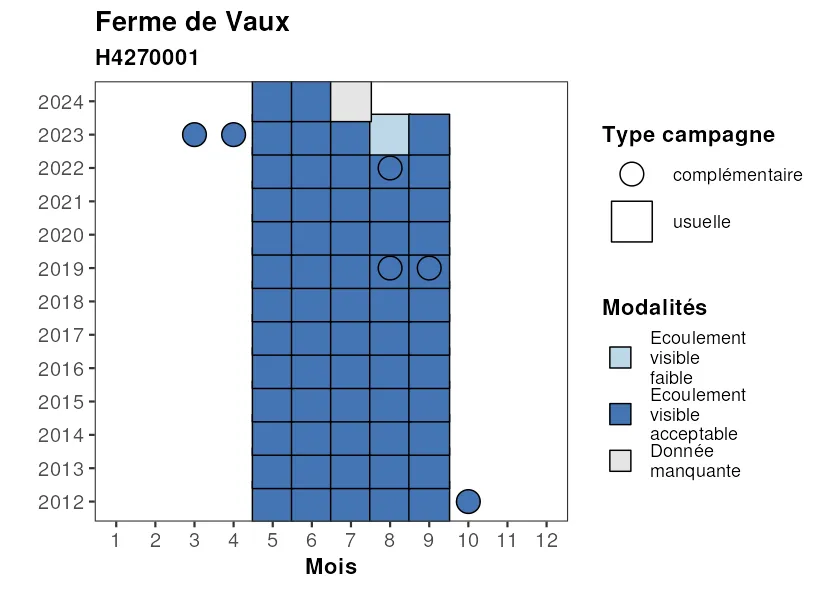 Ferme de Vaux
H4270001
2024
2023
2022
2021
2020
2019
2018
2017
2016
2015
2014
2013
2012
1 2 3 4 5 6 7 8 9 10 11 12
Mois
Type campagne
complémentaire
usuelle
Modalités
Ecoulement
visible
faible
Ecoulement
visible
acceptable
Donnée
manquante